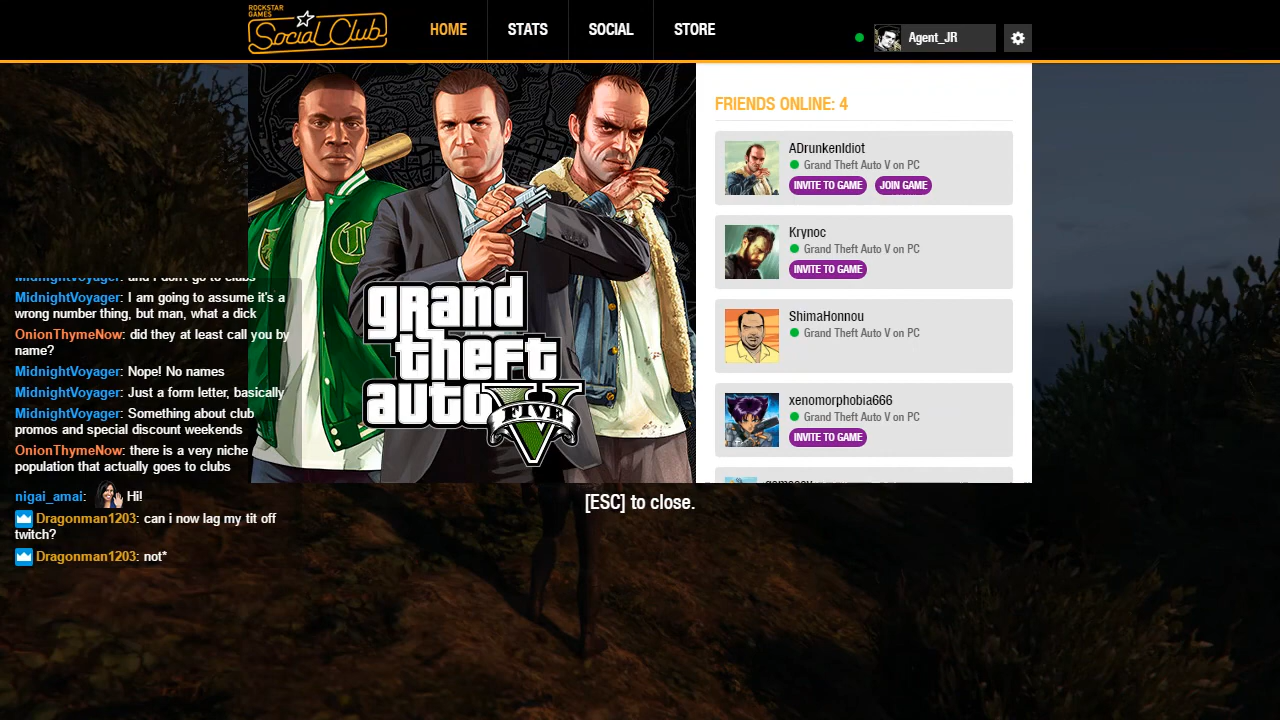 ROCKSTAR
GAMES
Social Club
HOME
STATS
SOCIAL
STORE
Agent_JR
grand
theft
auto
FIVE
V
FRIENDS ONLINE: 4
ADrunkenIdiot
Grand Theft Auto V on PC
INVITE TO GAME JOIN GAME
Krynoc
Grand Theft Auto V on PC
INVITE TO GAME
ShimaHonnou
Grand Theft Auto V on PC
xenomorphobia666
Grand Theft Auto V on PC
INVITE TO GAME
[ESC] to close.
MidnightVoyager: and I don't go to clubs
MidnightVoyager: I am going to assume it's a
wrong number thing, but man, what a dick
OnionThymeNow: did they at least call you by
name?
MidnightVoyager: Nope! No names
MidnightVoyager: Just a form letter, basically
MidnightVoyager: Something about club
promos and special discount weekends
OnionThymeNow: there is a very niche
population that actually goes to clubs
nigai_amai: Hi!
Dragonman1203: can i now lag my tit off
twitch?
Dragonman1203: not*